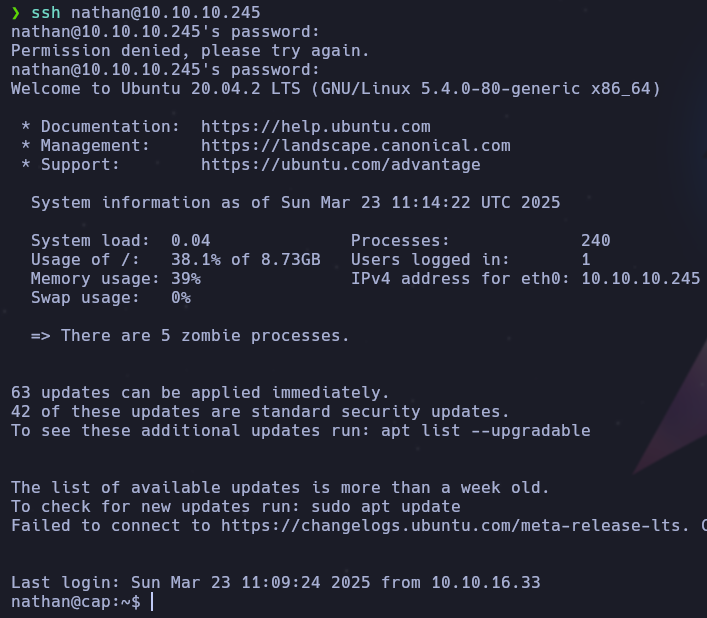 ❯ ssh nathan@10.10.10.245
nathan@10.10.10.245's password:
Permission denied, please try again.
nathan@10.10.10.245's password:
Welcome to Ubuntu 20.04.2 LTS (GNU/Linux 5.4.0-80-generic x86_64)
* Documentation: https://help.ubuntu.com
* Management: https://landscape.canonical.com
* Support: https://ubuntu.com/advantage
System information as of Sun Mar 23 11:14:22 UTC 2025
System load: 0.04 Processes: 240
Usage of /: 38.1% of 8.73GB Users logged in: 1
Memory usage: 39% IPv4 address for eth0: 10.10.10.245
Swap usage: 0%
=> There are 5 zombie processes.
63 updates can be applied immediately.
42 of these updates are standard security updates.
To see these additional updates run: apt list --upgradable
The list of available updates is more than a week old.
To check for new updates run: sudo apt update
Failed to connect to https://changelogs.ubuntu.com/meta-release-lts.
Last login: Sun Mar 23 11:09:24 2025 from 10.10.16.33
nathan@cap:~$